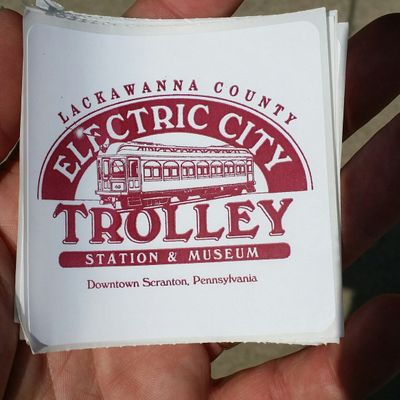 LACKAWANNA COUNTY
ELECTRIC CITY
TROLLEY
STATION & MUSEUM
Downtown Scranton, Pennsylvania